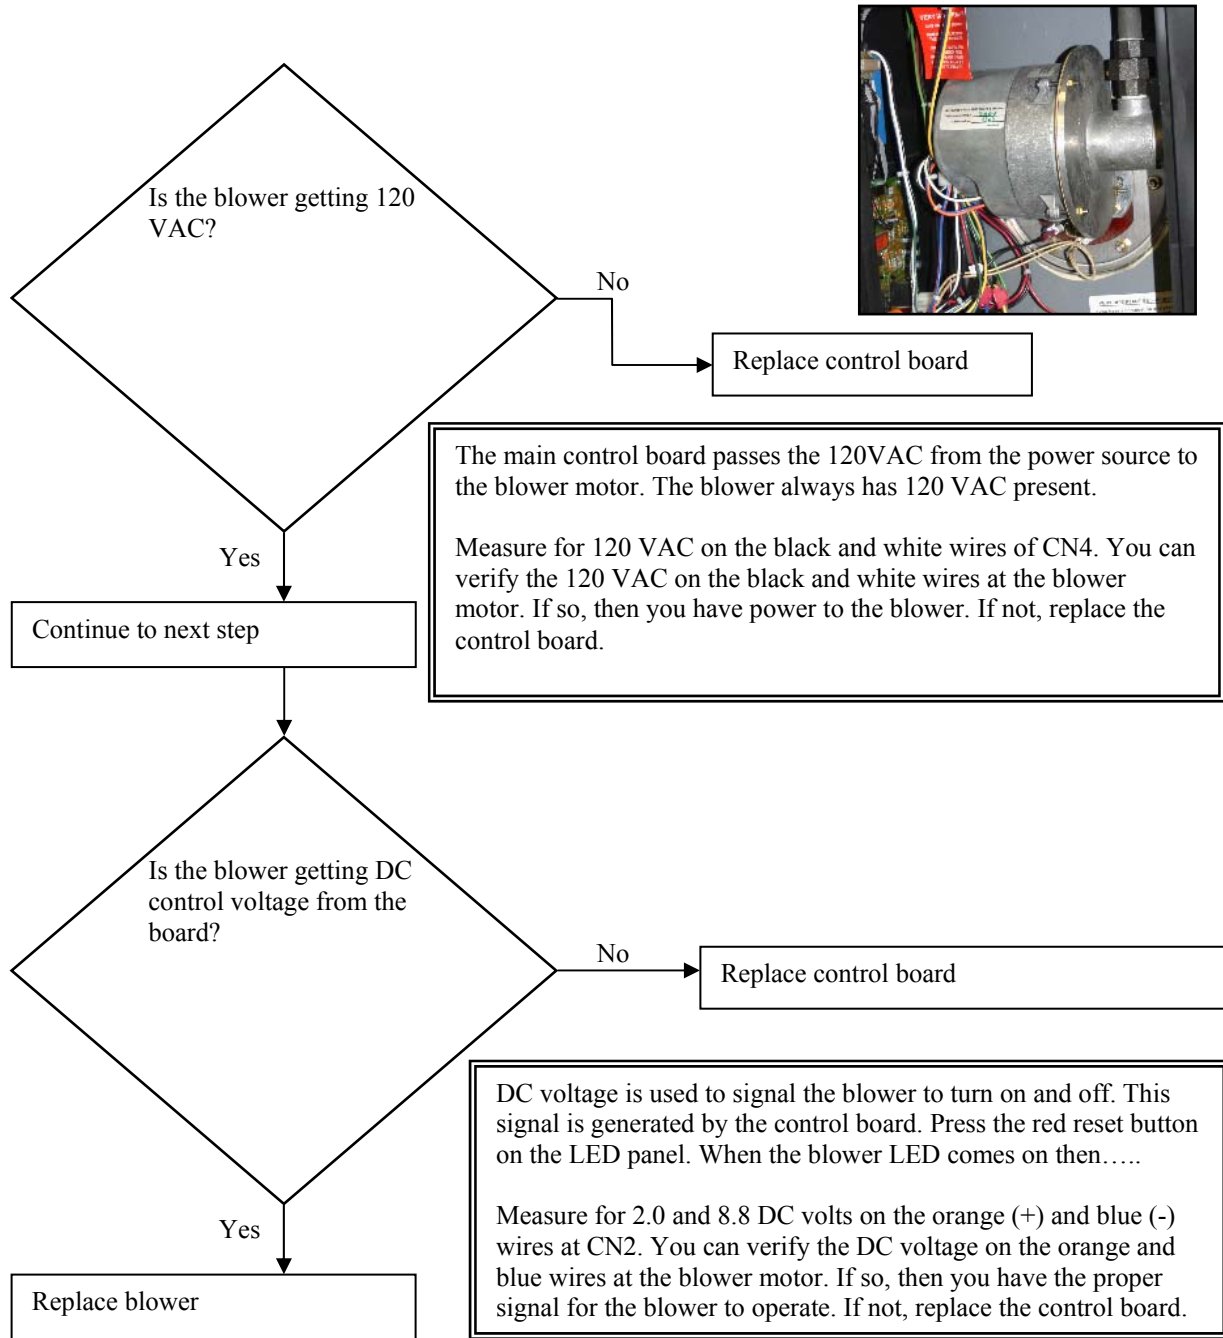 Is the blower getting 120
VAC?
No
Replace control board
The main control board passes the 120VAC from the power source to
the blower motor. The blower always has 120 VAC present.
Measure for 120 VAC on the black and white wires of CN4. You can
verify the 120 VAC on the black and white wires at the blower
motor. If so, then you have power to the blower. If not, replace the
control board.
Yes
Continue to next step
Is the blower getting DC
control voltage from the
board?
No
Replace control board
DC voltage is used to signal the blower to turn on and off. This
signal is generated by the control board. Press the red reset button
on the LED panel. When the blower LED comes on then…..
Measure for 2.0 and 8.8 DC volts on the orange (+) and blue (-)
wires at CN2. You can verify the DC voltage on the orange and
blue wires at the blower motor. If so, then you have the proper
signal for the blower to operate. If not, replace the control board.
Yes
Replace blower